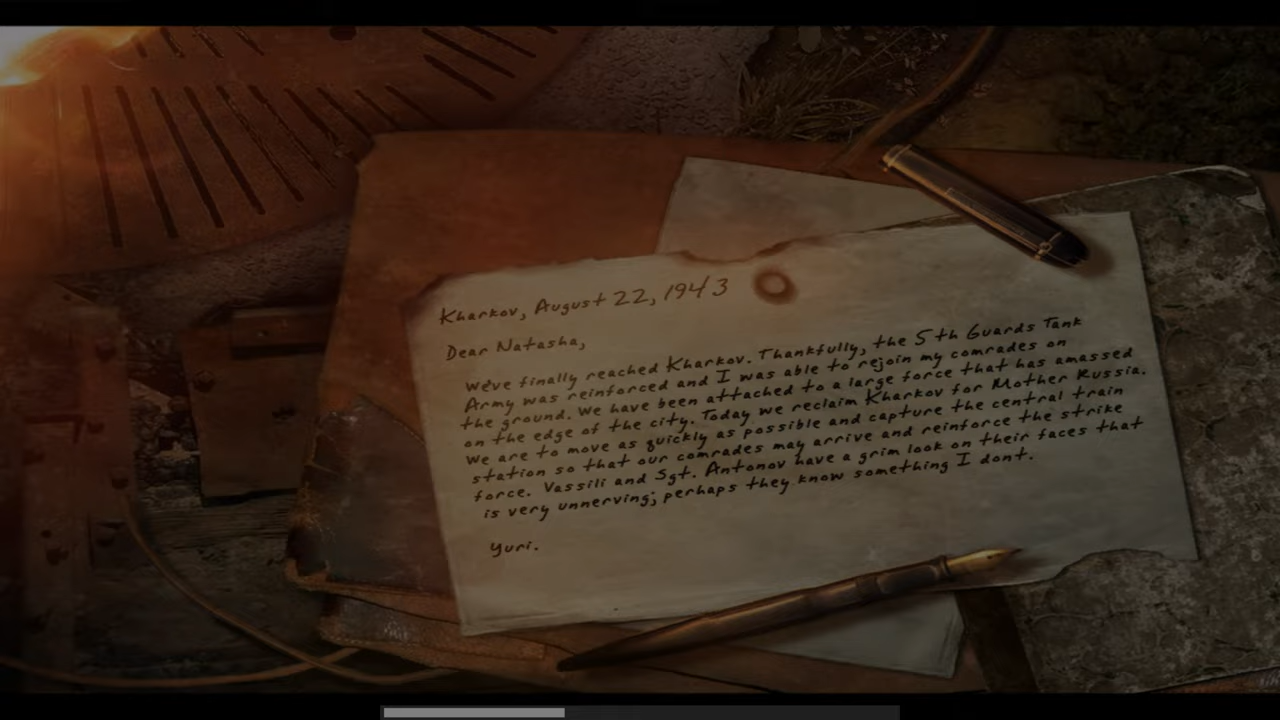 Kharkov, August 22, 1943
Dear Natasha,
We've finally reached Kharkov. Thankfully, the 5th Guards Tank
Army was reinforced and I was able to rejoin my comrades on
the ground. We have been attached to a large force that has amassed
on the edge of the city. Today we reclaim Kharkov for Mother Russia.
We are to move as quickly as possible and capture the central train
station so that our comrades may arrive and reinforce the strike
force. Vassili and Sgt. Antonov have a grim look on their faces that
is very unnerving; perhaps they know something I dont.
Yuri.